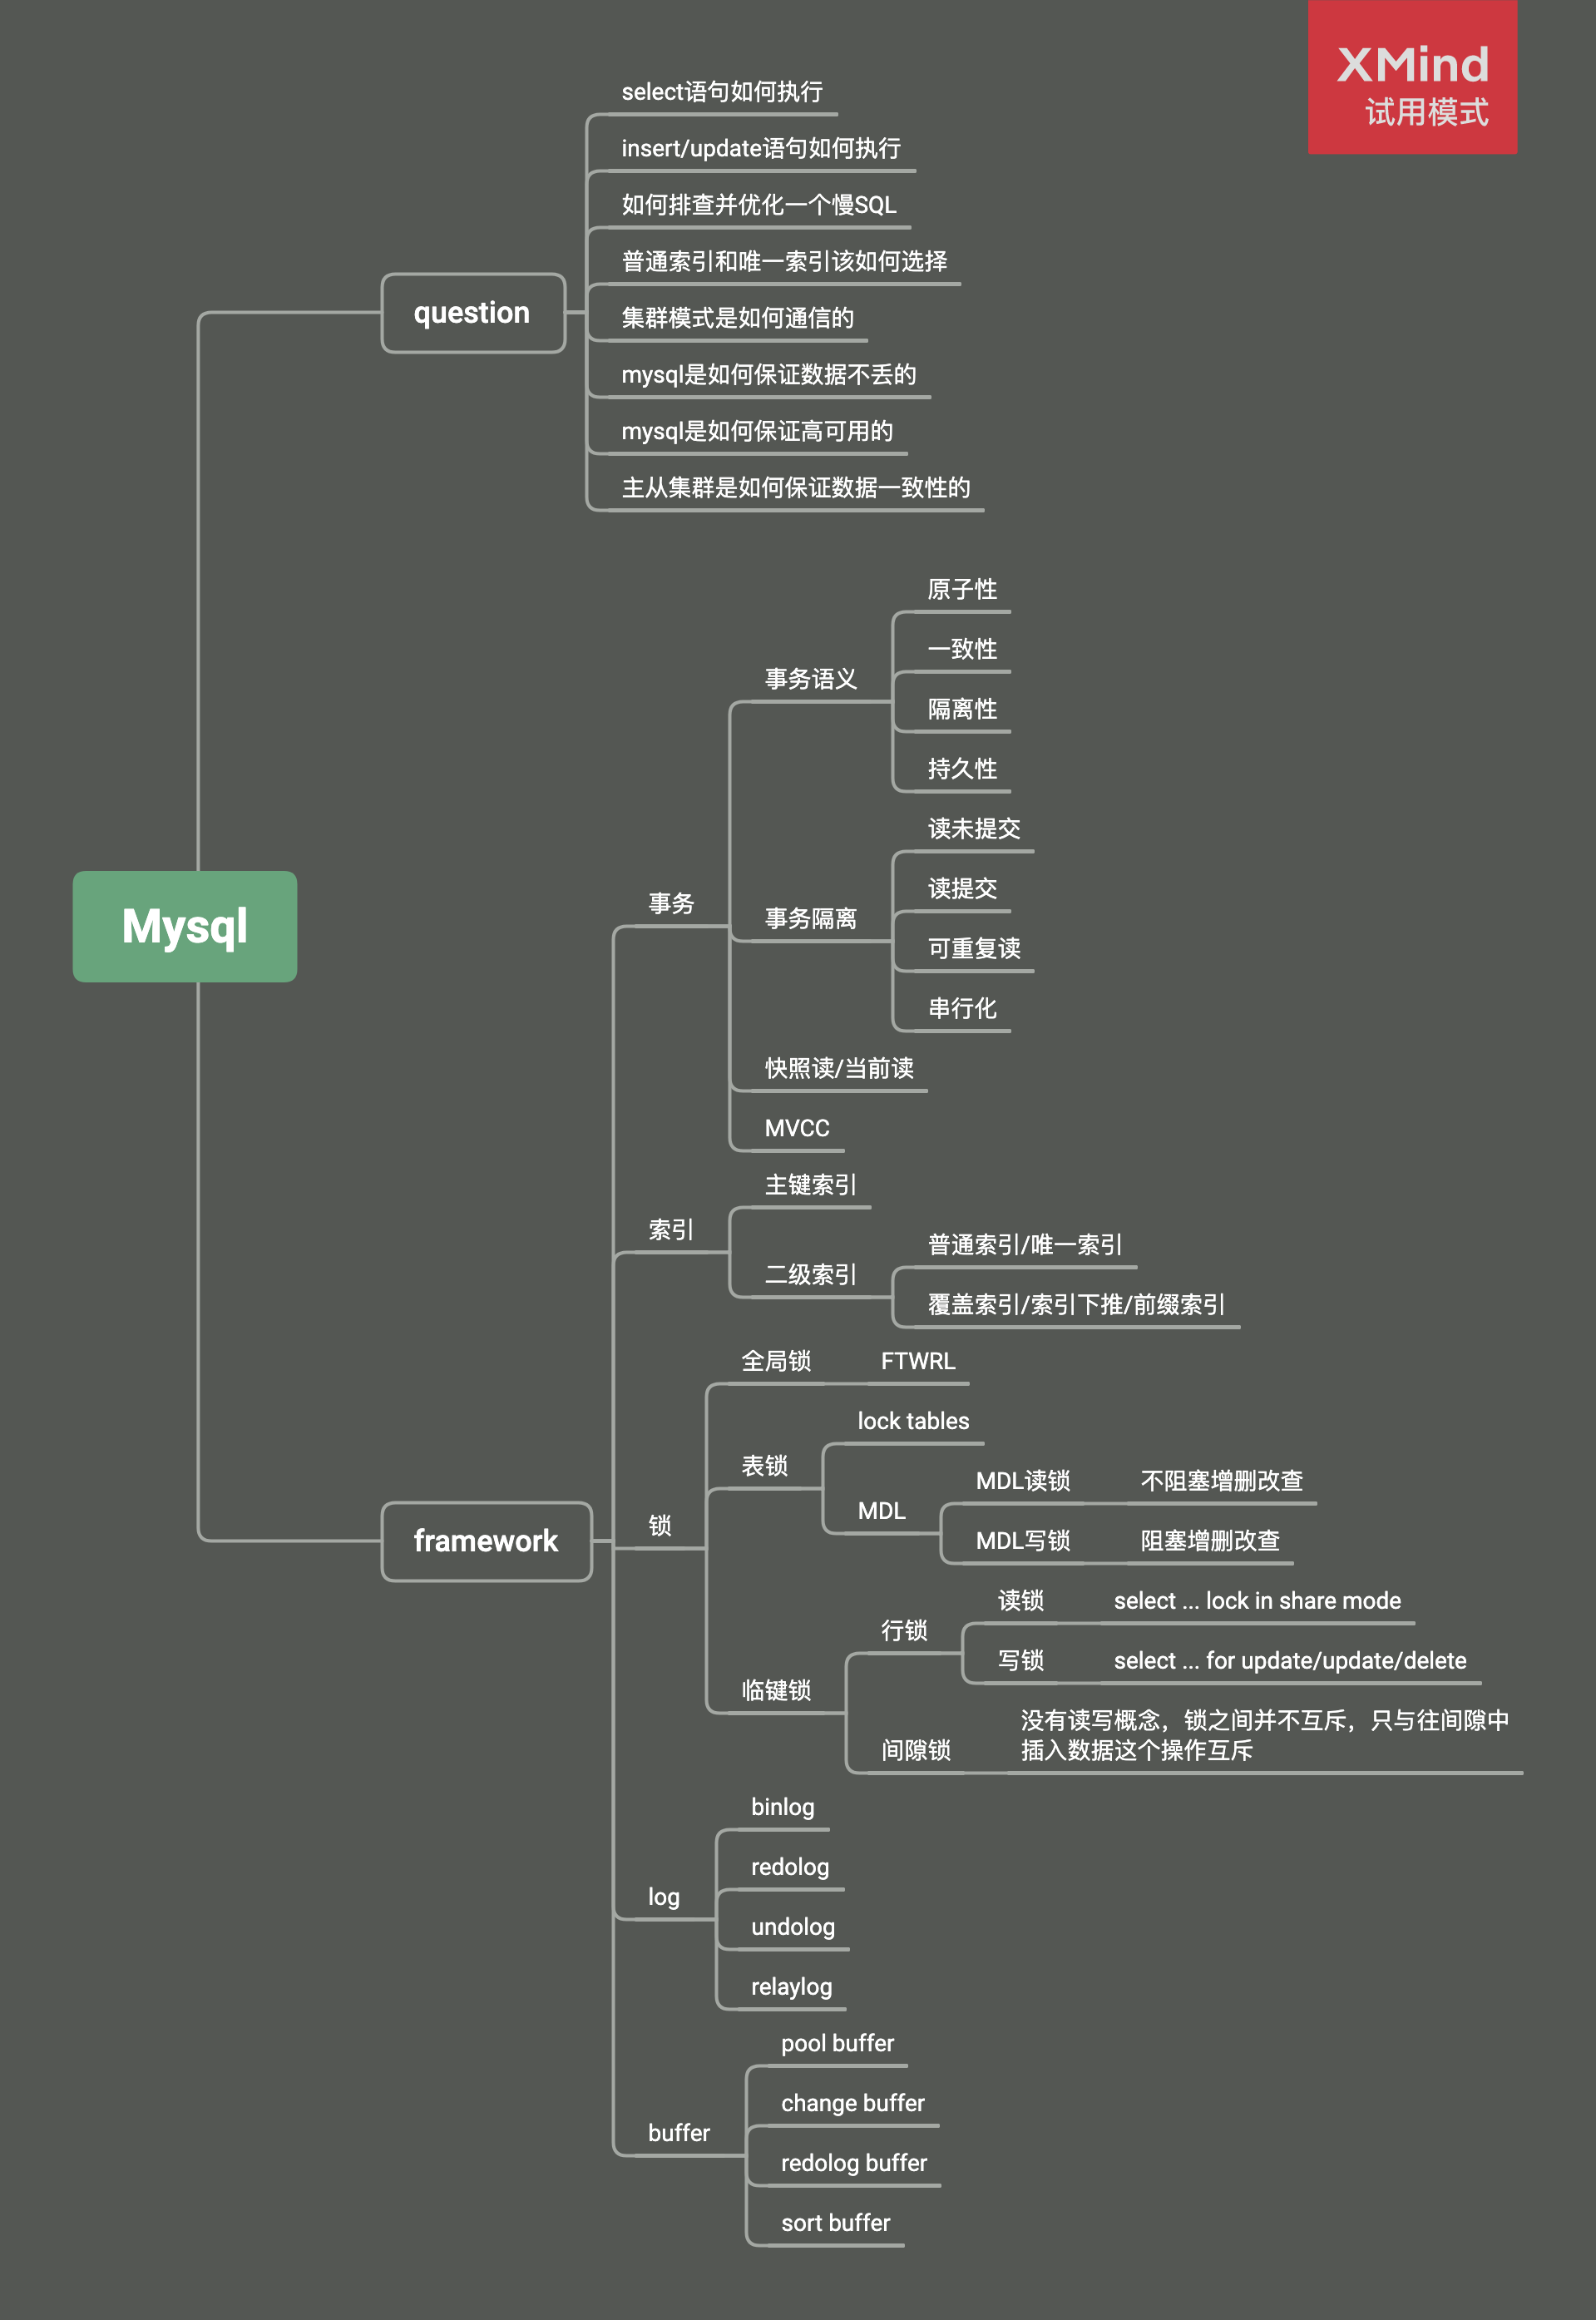 XMind
试用模式
select语句如何执行
insert/update语句如何执行
如何排查并优化一个慢SQL
普通索引和唯一索引该如何选择
question
集群模式是如何通信的
mysql是如何保证数据不丢的
mysql是如何保证高可用的
主从集群是如何保证数据一致性的
Mysql
原子性
一致性
事务语义
隔离性
持久性
读未提交
读提交
事务
事务隔离
可重复读
串行化
快照读/当前读
MVCC
主键索引
索引
普通索引/唯一索引
二级索引
覆盖索引/索引下推/前缀索引
全局锁
FTWRL
lock tables
表锁
MDL读锁
不阻塞增删改查
MDL
MDL写锁
阻塞增删改查
framework
锁
读锁
select ... lock in share mode
行锁
写锁
select ... for update/update/delete
临键锁
没有读写概念，锁之间并不互斥，只与往间隙中
插入数据这个操作互斥
间隙锁
binlog
redolog
log
undolog
relaylog
pool buffer
change buffer
buffer
redolog buffer
sort buffer